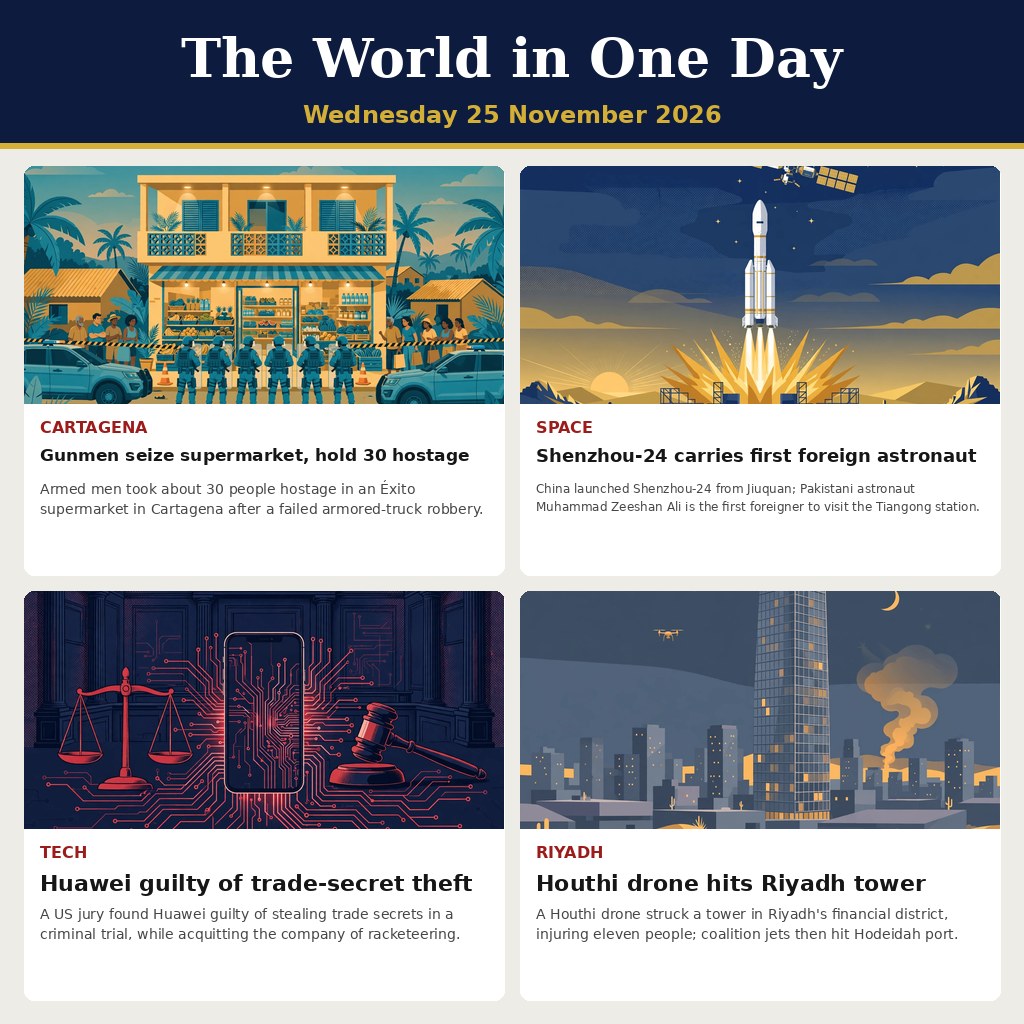 The World in One Day
Wednesday 25 November 2026
CARTAGENA
Gunmen seize supermarket, hold 30 hostage
Armed men took about 30 people hostage in an Éxito
supermarket in Cartagena after a failed armored-truck robbery.
SPACE
Shenzhou-24 carries first foreign astronaut
China launched Shenzhou-24 from Jiuquan; Pakistani astronaut
Muhammad Zeeshan Ali is the first foreigner to visit the Tiangong station.
TECH
Huawei guilty of trade-secret theft
A US jury found Huawei guilty of stealing trade secrets in a
criminal trial, while acquitting the company of racketeering.
RIYADH
Houthi drone hits Riyadh tower
A Houthi drone struck a tower in Riyadh's financial district,
injuring eleven people; coalition jets then hit Hodeidah port.